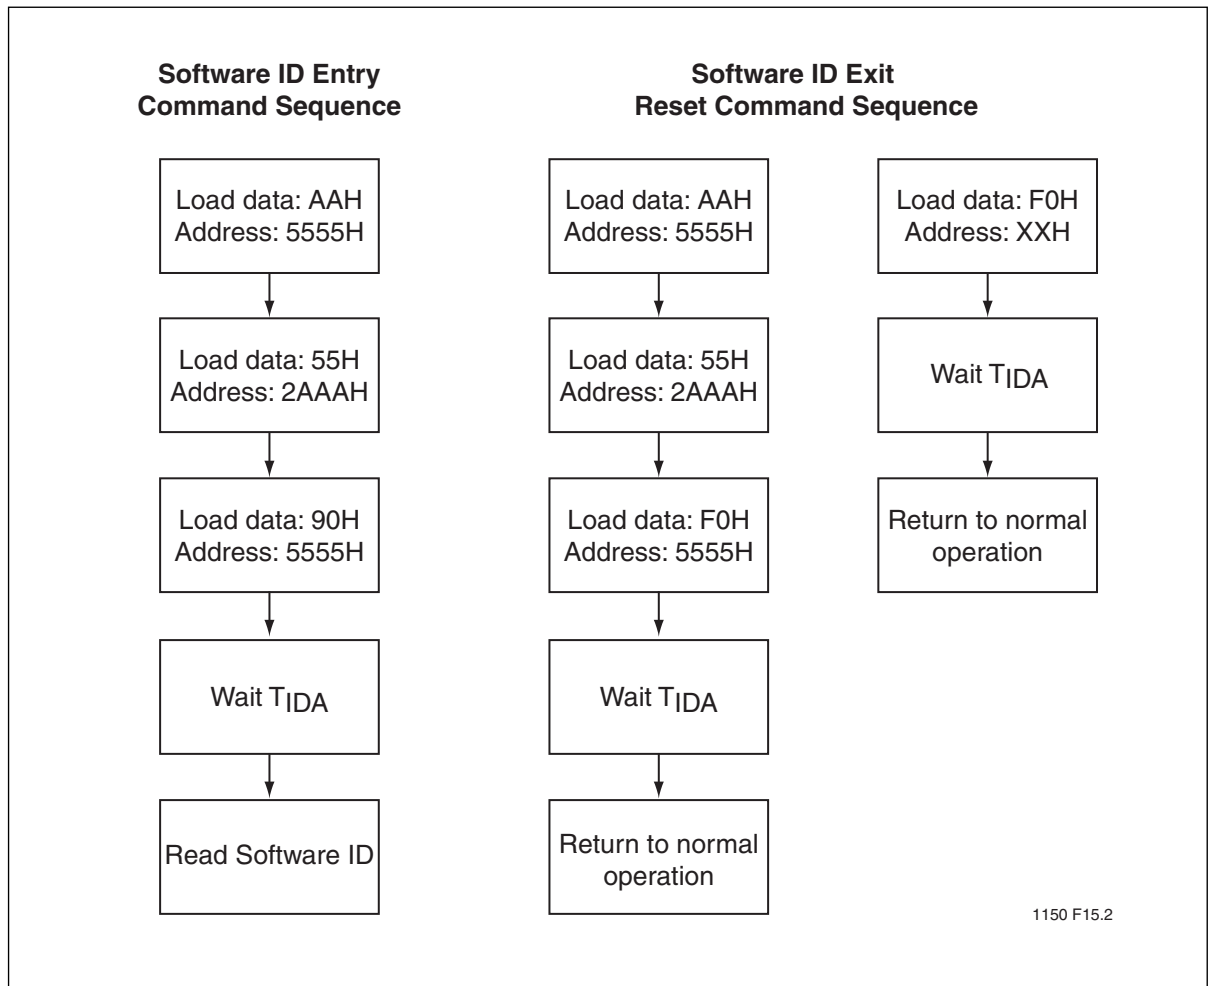 Software ID Entry
Command Sequence
Load data: AAH
Address: 5555H
Load data: 55H
Address: 2AAAH
Load data: 90H
Address: 5555H
Wait TIDA
Read Software ID
Software ID Exit
Reset Command Sequence
Load data: AAH
Address: 5555H
Load data: 55H
Address: 2AAAH
Load data: F0H
Address: 5555H
Wait TIDA
Return to normal
operation
Load data: F0H
Address: XXH
Wait TIDA
Return to normal
operation
1150 F15.2